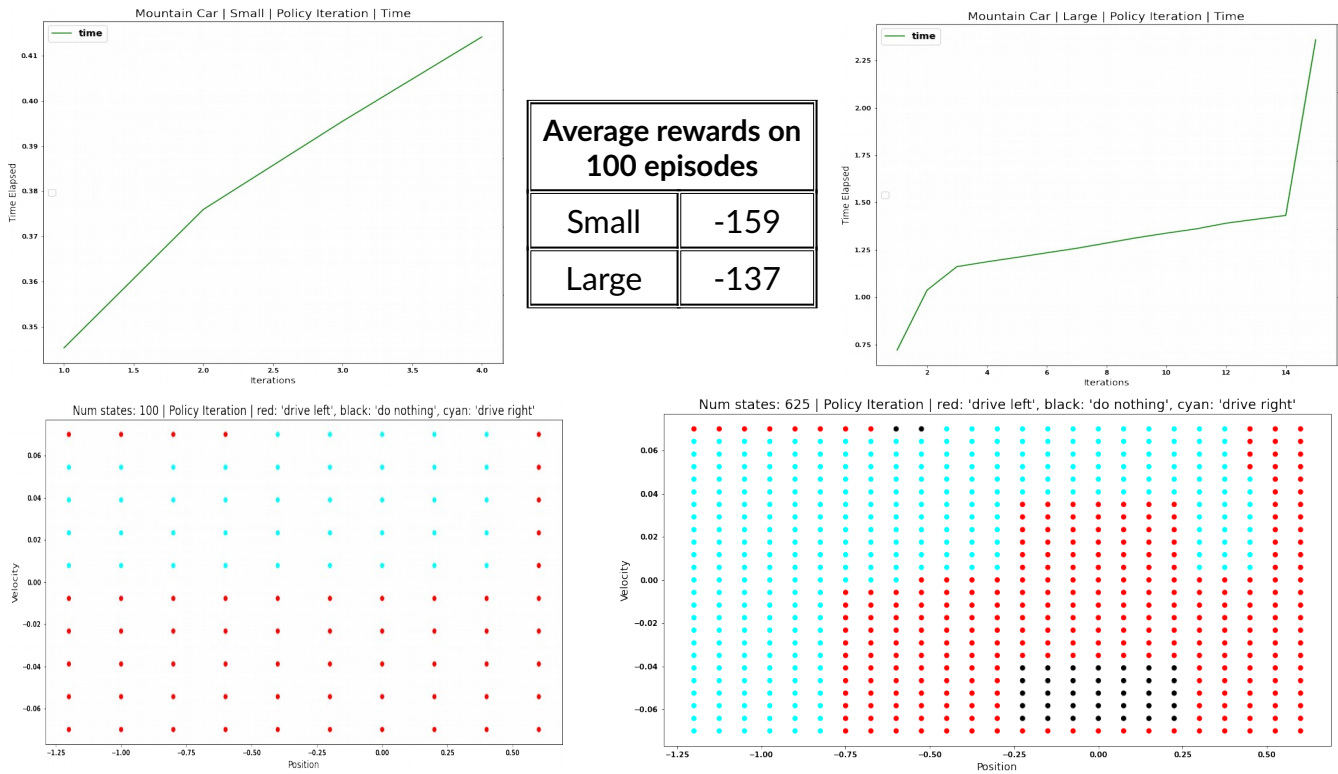 Mountain Car | Small | Policy Iteration | Time
time
0.41
0.40
0.39
0.38
0.37
0.36
0.35
Time Elapsed
1.0 1.5 2.0 2.5 3.0 3.5 4.0
Iterations
Average rewards on
100 episodes
Small -159
Large -137
Mountain Car | Large | Policy Iteration | Time
time
2.25
2.00
1.75
1.50
1.25
1.00
0.75
Time Elapsed
2 4 6 8 10 12 14
Iterations
Num states: 100 | Policy Iteration | red: 'drive left', black: 'do nothing', cyan: 'drive right'
0.06
0.04
0.02
0.00
−0.02
−0.04
−0.06
Velocity
−1.25 −1.00 −0.75 −0.50 −0.25 0.00 0.25 0.50
Position
Num states: 625 | Policy Iteration | red: 'drive left', black: 'do nothing', cyan: 'drive right'
0.06
0.04
0.02
0.00
−0.02
−0.04
−0.06
Velocity
−1.25 −1.00 −0.75 −0.50 −0.25 0.00 0.25 0.50
Position